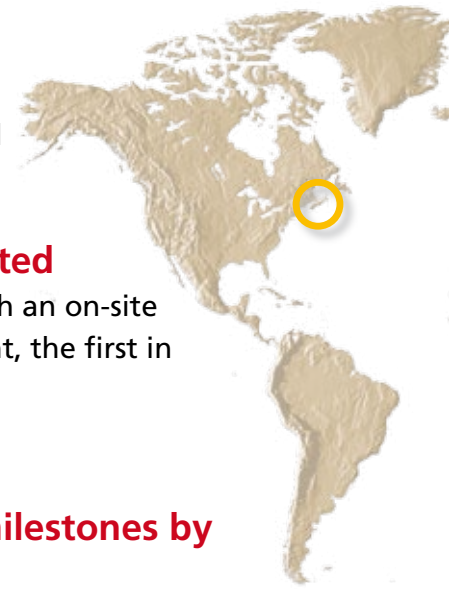 ted
h an on-site
t, the first in
ilestones by